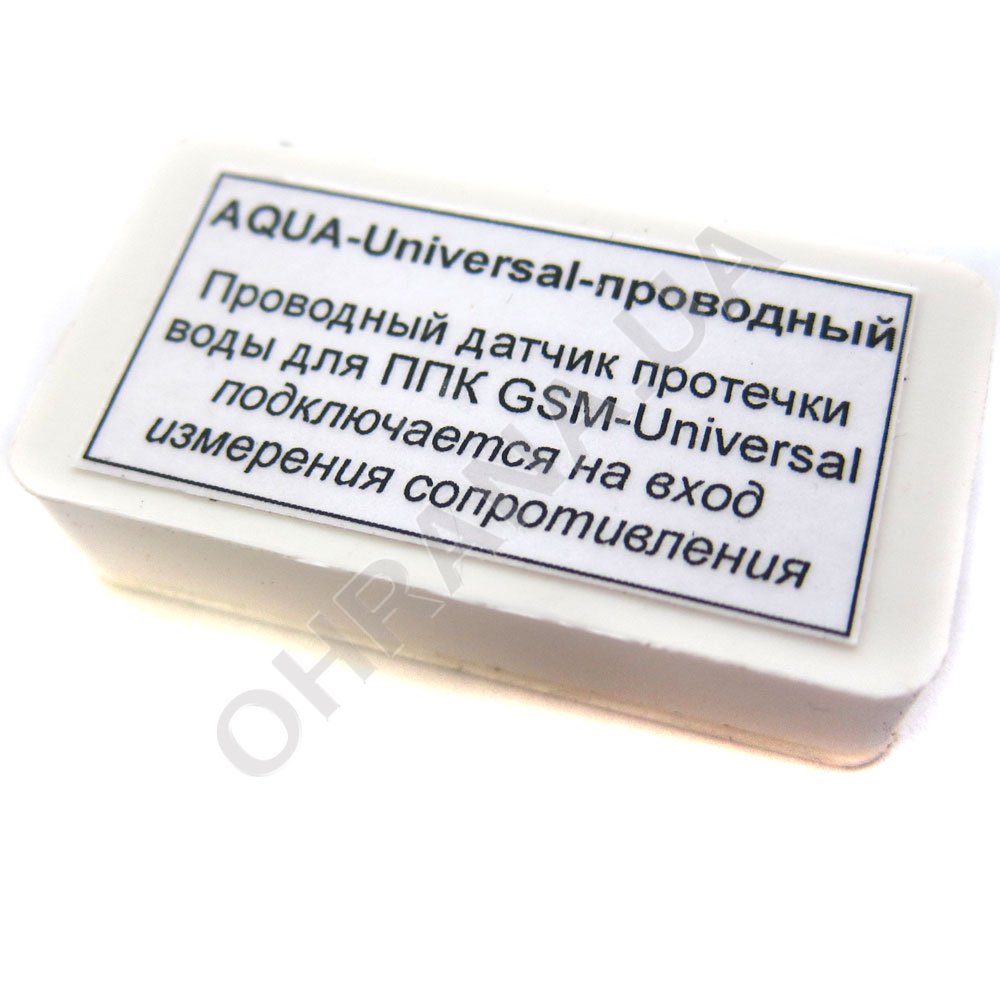 AQUA-Universal-проводный
Проводный датчик протечки
воды для ППК GSM-Universal
подключается на вход
измерения сопротивления
OHRANA.UA